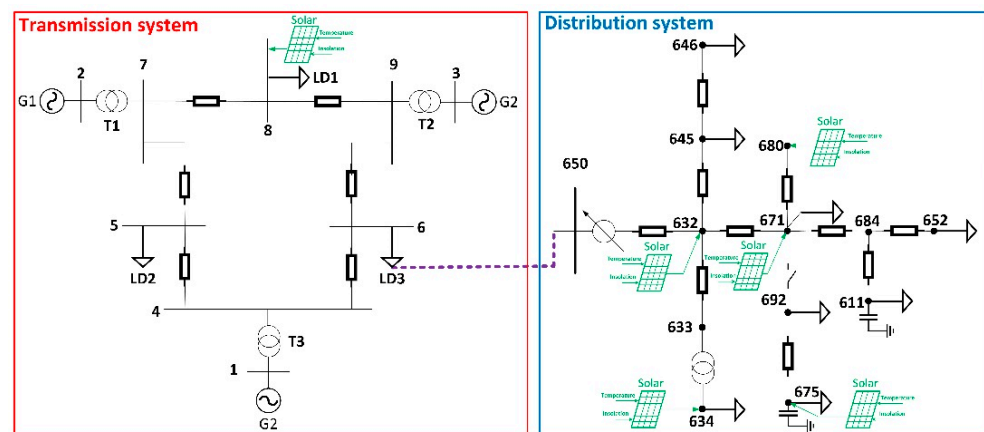 Transmission system
Solar
Temperature
Insolation
7
9
2
3
LD1
G1
G2
T1
T2
8
5
6
LD2
LD3
4
T3
1
G2
Distribution system
646
Solar
Temperature
Insolation
645
680
650
632
671
684
652
Solar
Temperature
Insolation
Solar
Temperature
Insolation
692
611
633
Solar
Temperature
Insolation
634
675
Solar
Temperature
Insolation